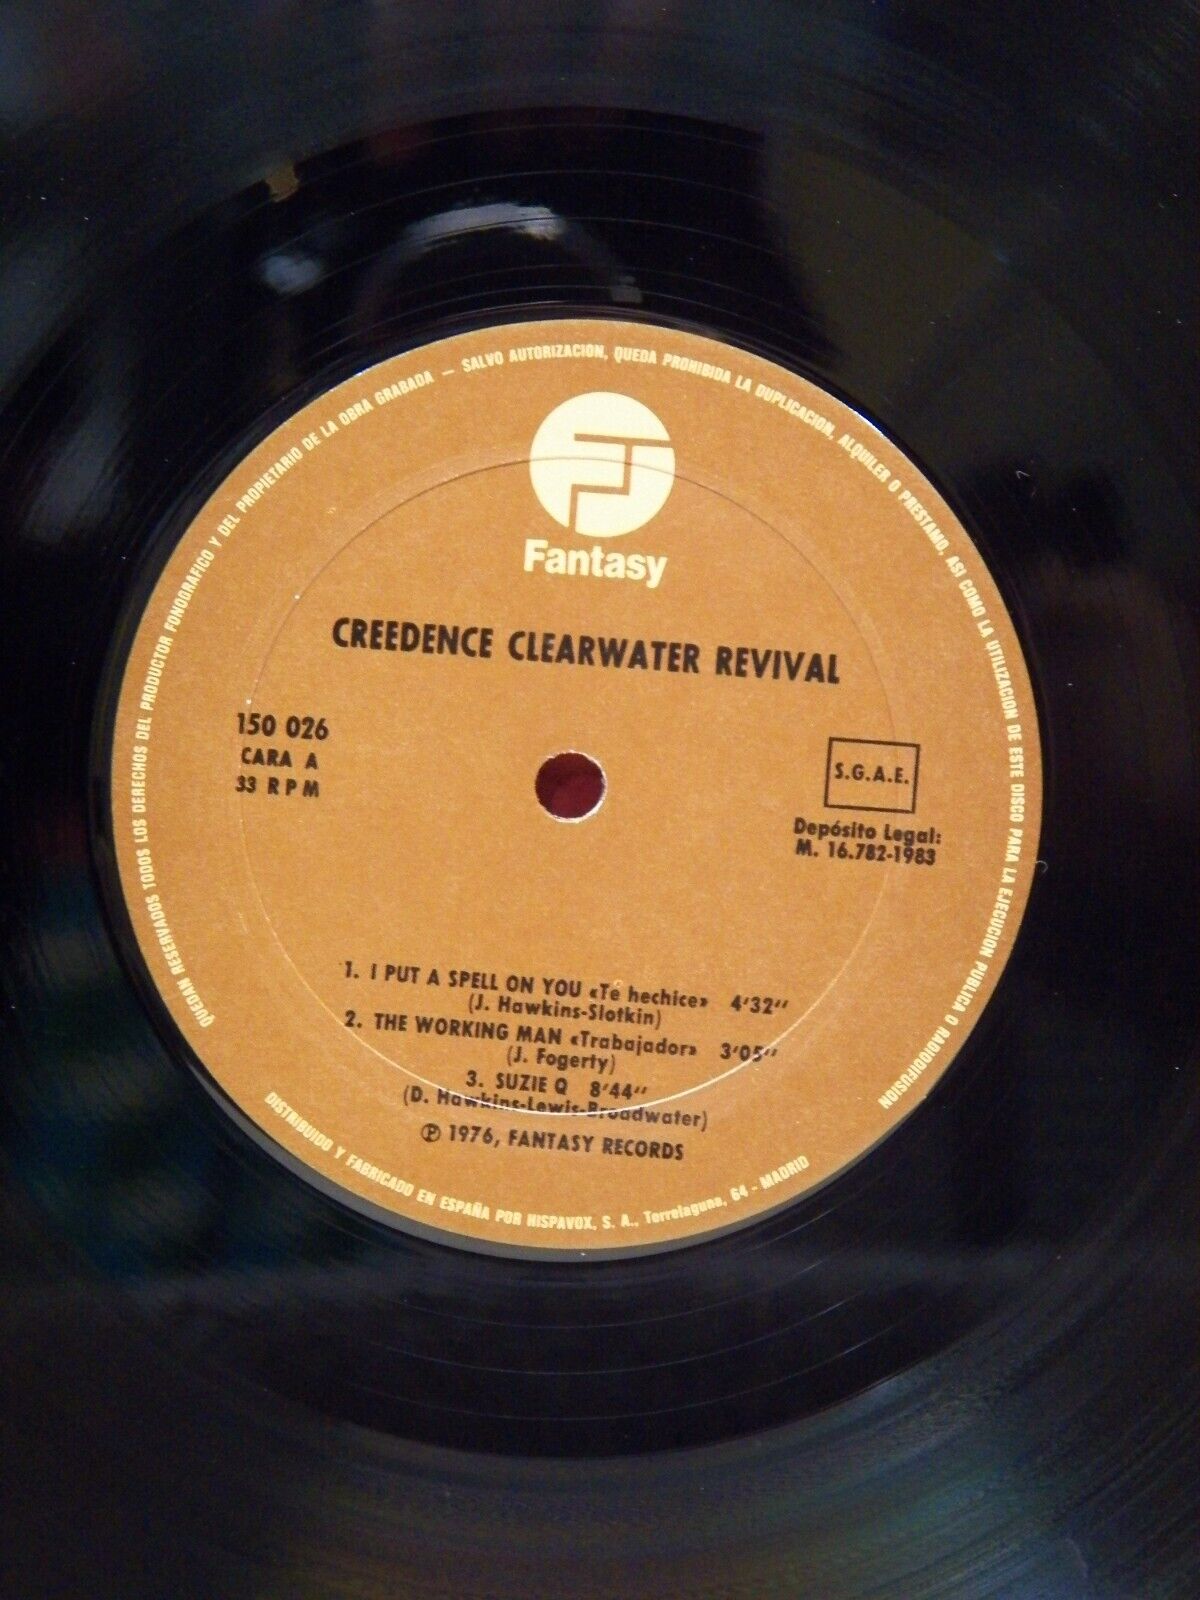 QUEDAN RESERVADOS TODOS LOS DERECHOS DEL PRODUCTOR FONOGRAFICO Y DEL PROPIETARIO DE LA OBRA GRABADA — SALVO AUTORIZACION, QUEDA PROHIBIDA LA DUPLICACION, ALQUILER O PRESTAMO, ASI COMO LA UTILIZACION DE ESTE DISCO PARA LA EJECUCION PUBLICA O RADIODIFUSION
Fantasy
CREEDENCE CLEARWATER REVIVAL
150 026
CARA A
33 RPM
S.G.A.E.
Depósito Legal:
M. 16.782-1983
1. I PUT A SPELL ON YOU «Te hechice» 4'32''
(J. Hawkins-Slotkin)
2. THE WORKING MAN «Trabajador» 3'05''
(J. Fogerty)
3. SUZIE Q 8'44''
(D. Hawkins-Lewis-Broadwater)
Ⓟ 1976, FANTASY RECORDS
DISTRIBUIDO Y FABRICADO EN ESPAÑA POR HISPAVOX, S. A., Torrelaguna, 64 - MADRID